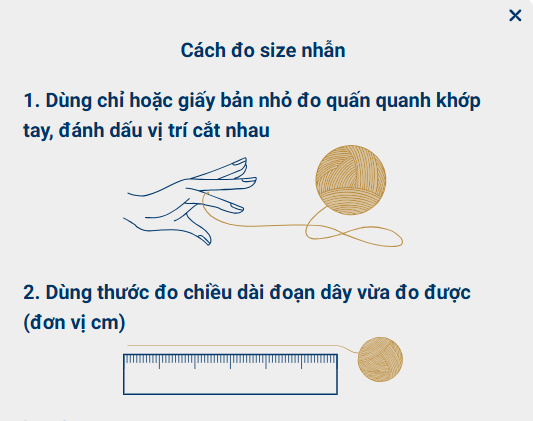 Cách đo size nhẫn
1. Dùng chỉ hoặc giấy bản nhỏ đo quấn quanh khớp
tay, đánh dấu vị trí cắt nhau
2. Dùng thước đo chiều dài đoạn dây vừa đo được
(đơn vị cm)